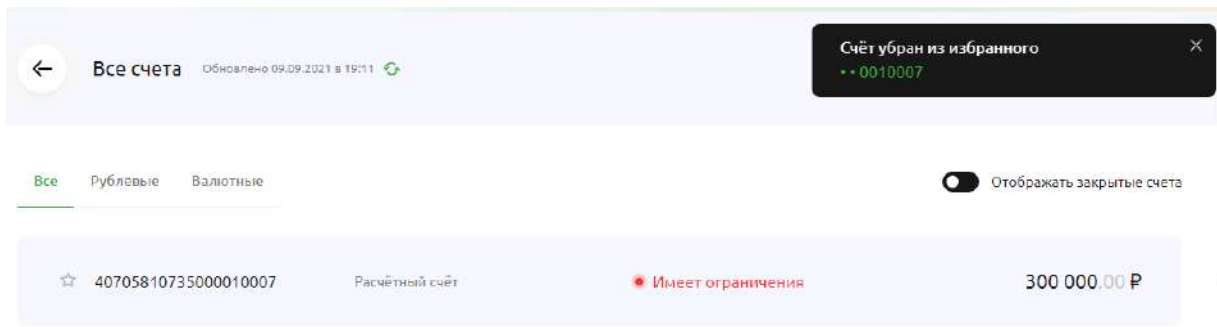 Счёт убран из избранного
•• 0010007
Все счета Обновлено 09.09.2021 в 19:11
Все Рублевые Валютные Отображать закрытые счета
40705810735000010007 Расчётный счёт Имеет ограничения 300 000.00 ₽